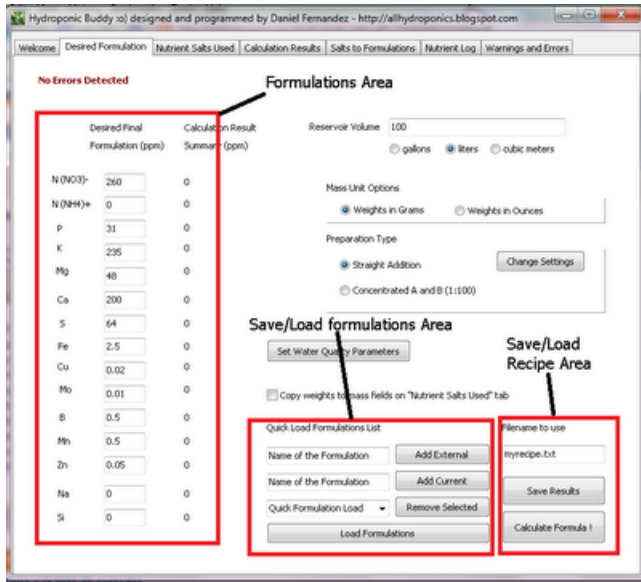 Hydroponic Buddy :o) designed and programmed by Daniel Fernandez - http://allhydroponics.blogspot.com
Welcome Desired Formulation Nutrient Salts Used Calculation Results Salts to Formulations Nutrient Log Warnings and Errors
No Errors Detected
Formulations Area
Desired Final Calculation Result Reservoir Volume 100
Formulation (ppm) Summary (ppm) gallons liters cubic meters
N (NO3)- 260 0
N (NH4)+ 0 0
P 31 0
K 235 0
Mg 48 0
Ca 200 0
S 64 0
Fe 2.5 0
Cu 0.02 0
Mo 0.01 0
B 0.5 0
Mn 0.5 0
Zn 0.05 0
Na 0 0
Si 0 0
Mass Unit Options
Weights in Grams Weights in Ounces
Preparation Type
Straight Addition Change Settings
Concentrated A and B (1:100)
Save/Load formulations Area
Set Water Quality Parameters
Save/Load
Recipe Area
Copy weights to mass fields on "Nutrient Salts Used" tab
Quick Load Formulations List
Name of the Formulation Add External
Name of the Formulation Add Current
Quick Formulation Load Remove Selected
Load Formulations
Filename to use
myrecipe.txt
Save Results
Calculate Formula !